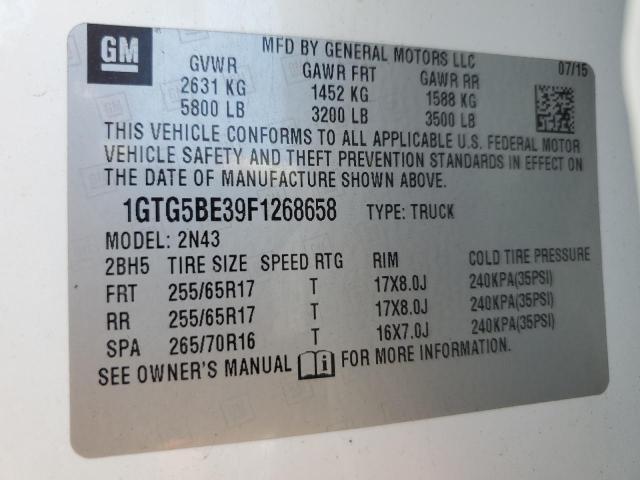 GM
MFD BY GENERAL MOTORS LLC
07/15
GVWR GAWR FRT GAWR RR
2631 KG 1452 KG 1588 KG
5800 LB 3200 LB 3500 LB
THIS VEHICLE CONFORMS TO ALL APPLICABLE U.S. FEDERAL MOTOR
VEHICLE SAFETY AND THEFT PREVENTION STANDARDS IN EFFECT ON
THE DATE OF MANUFACTURE SHOWN ABOVE.
1GTG5BE39F1268658 TYPE: TRUCK
MODEL: 2N43
2BH5 TIRE SIZE SPEED RTG RIM COLD TIRE PRESSURE
FRT 255/65R17 T 17X8.0J 240KPA(35PSI)
RR 255/65R17 T 17X8.0J 240KPA(35PSI)
SPA 265/70R16 T 16X7.0J 240KPA(35PSI)
SEE OWNER'S MANUAL FOR MORE INFORMATION.